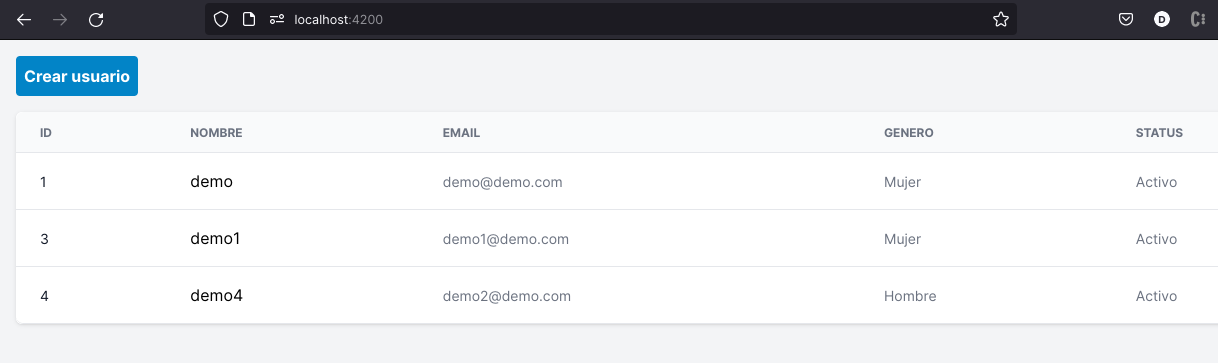 localhost:4200
D
Crear usuario
ID NOMBRE EMAIL GENERO STATUS
1 demo demo@demo.com Mujer Activo
3 demo1 demo1@demo.com Mujer Activo
4 demo4 demo2@demo.com Hombre Activo